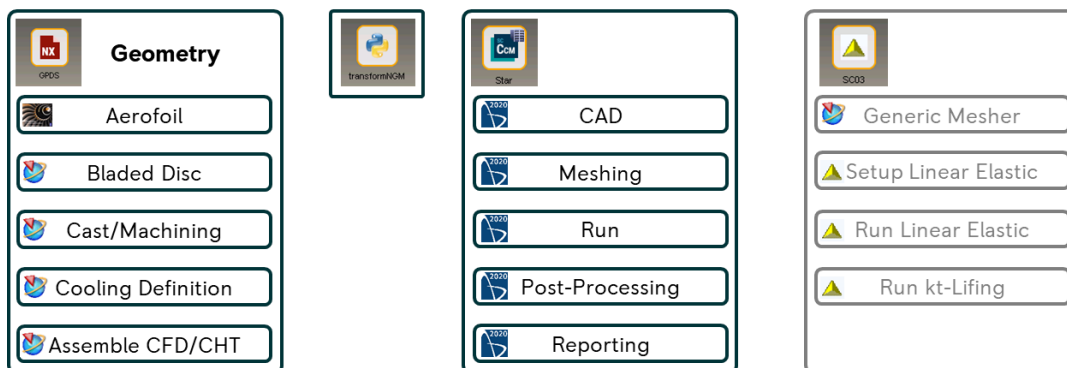 NX
GPDS
Geometry
Aerofoil
Bladed Disc
Cast/Machining
Cooling Definition
Assemble CFD/CHT
transformNGM
CCM
Star
2020
CAD
2020
Meshing
2020
Run
2020
Post-Processing
2020
Reporting
SC03
Generic Mesher
Setup Linear Elastic
Run Linear Elastic
Run kt-Lifing